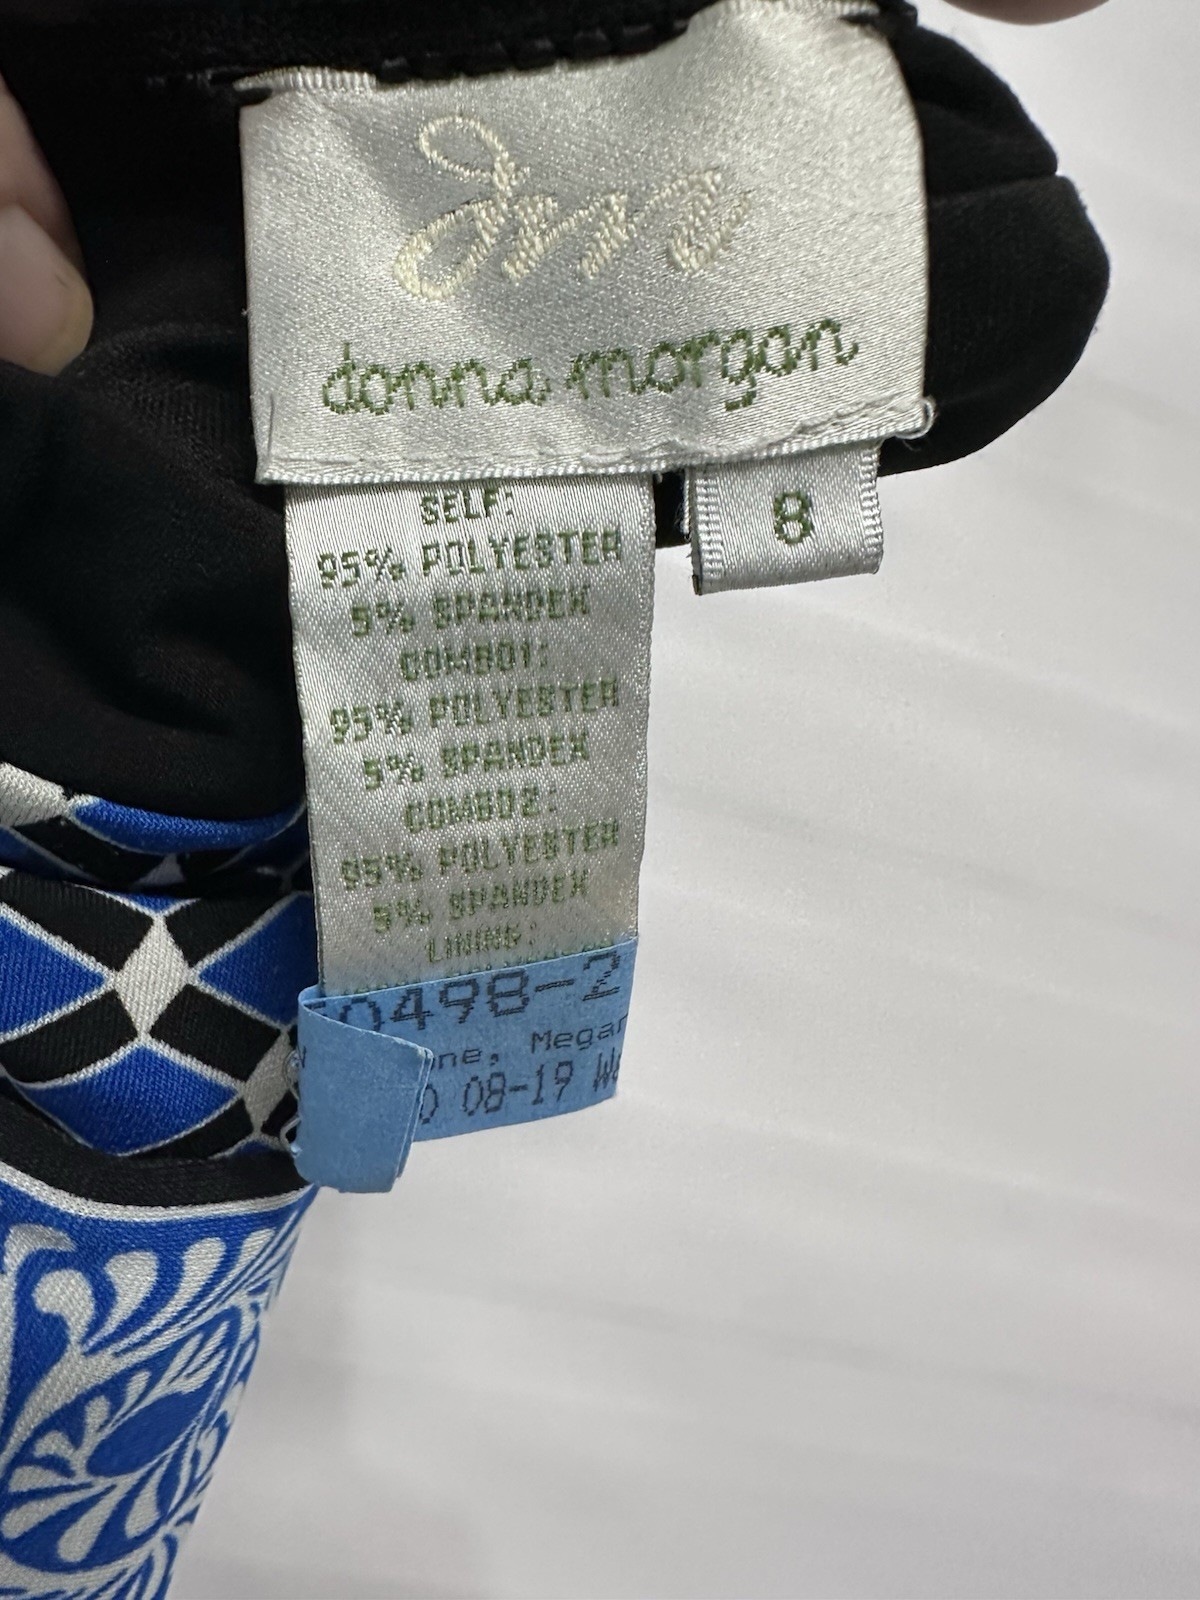 donna morgan
8
SELF:
95% POLYESTER
5% SPANDEX
COMBO1:
95% POLYESTER
5% SPANDEX
COMBO2:
95% POLYESTER
5% SPANDEX
LINING:
0498-2
ne, Megan
08-19